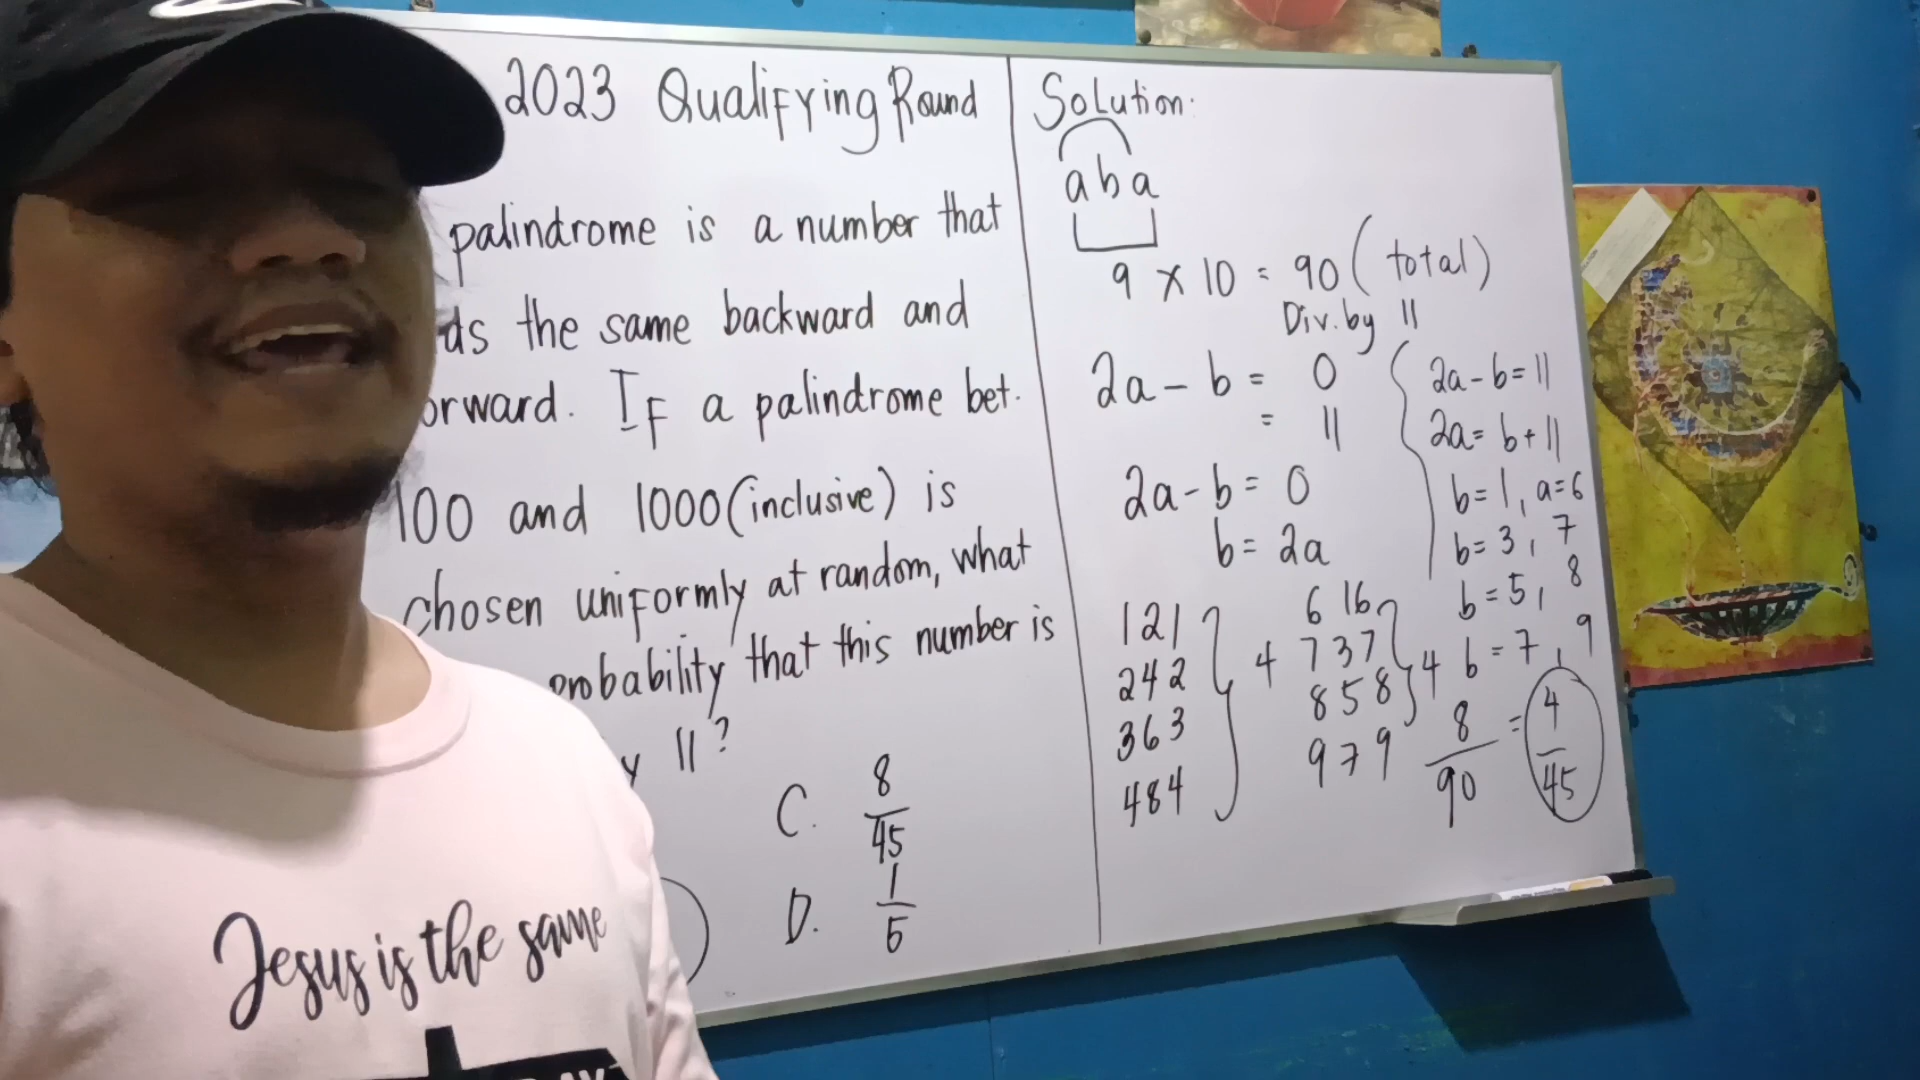 2023 Qualifying Round
palindrome is a number that
ds the same backward and
orward. If a palindrome bet.
100 and 1000 (inclusive) is
chosen uniformly at random, what
probability that this number is
y 11?
C. 8/45
D. 1/5
Solution:
aba
9 x 10 = 90 (total)
Div. by 11
2a - b = 0
= 11
2a - b = 0
b = 2a
121
242
363
484
4
616
737
858
979
4
2a - b = 11
2a = b + 11
b = 1, a = 6
b = 3, 7
b = 5, 8
b = 7, 9
8/90 = 4/45
Jesus is the same